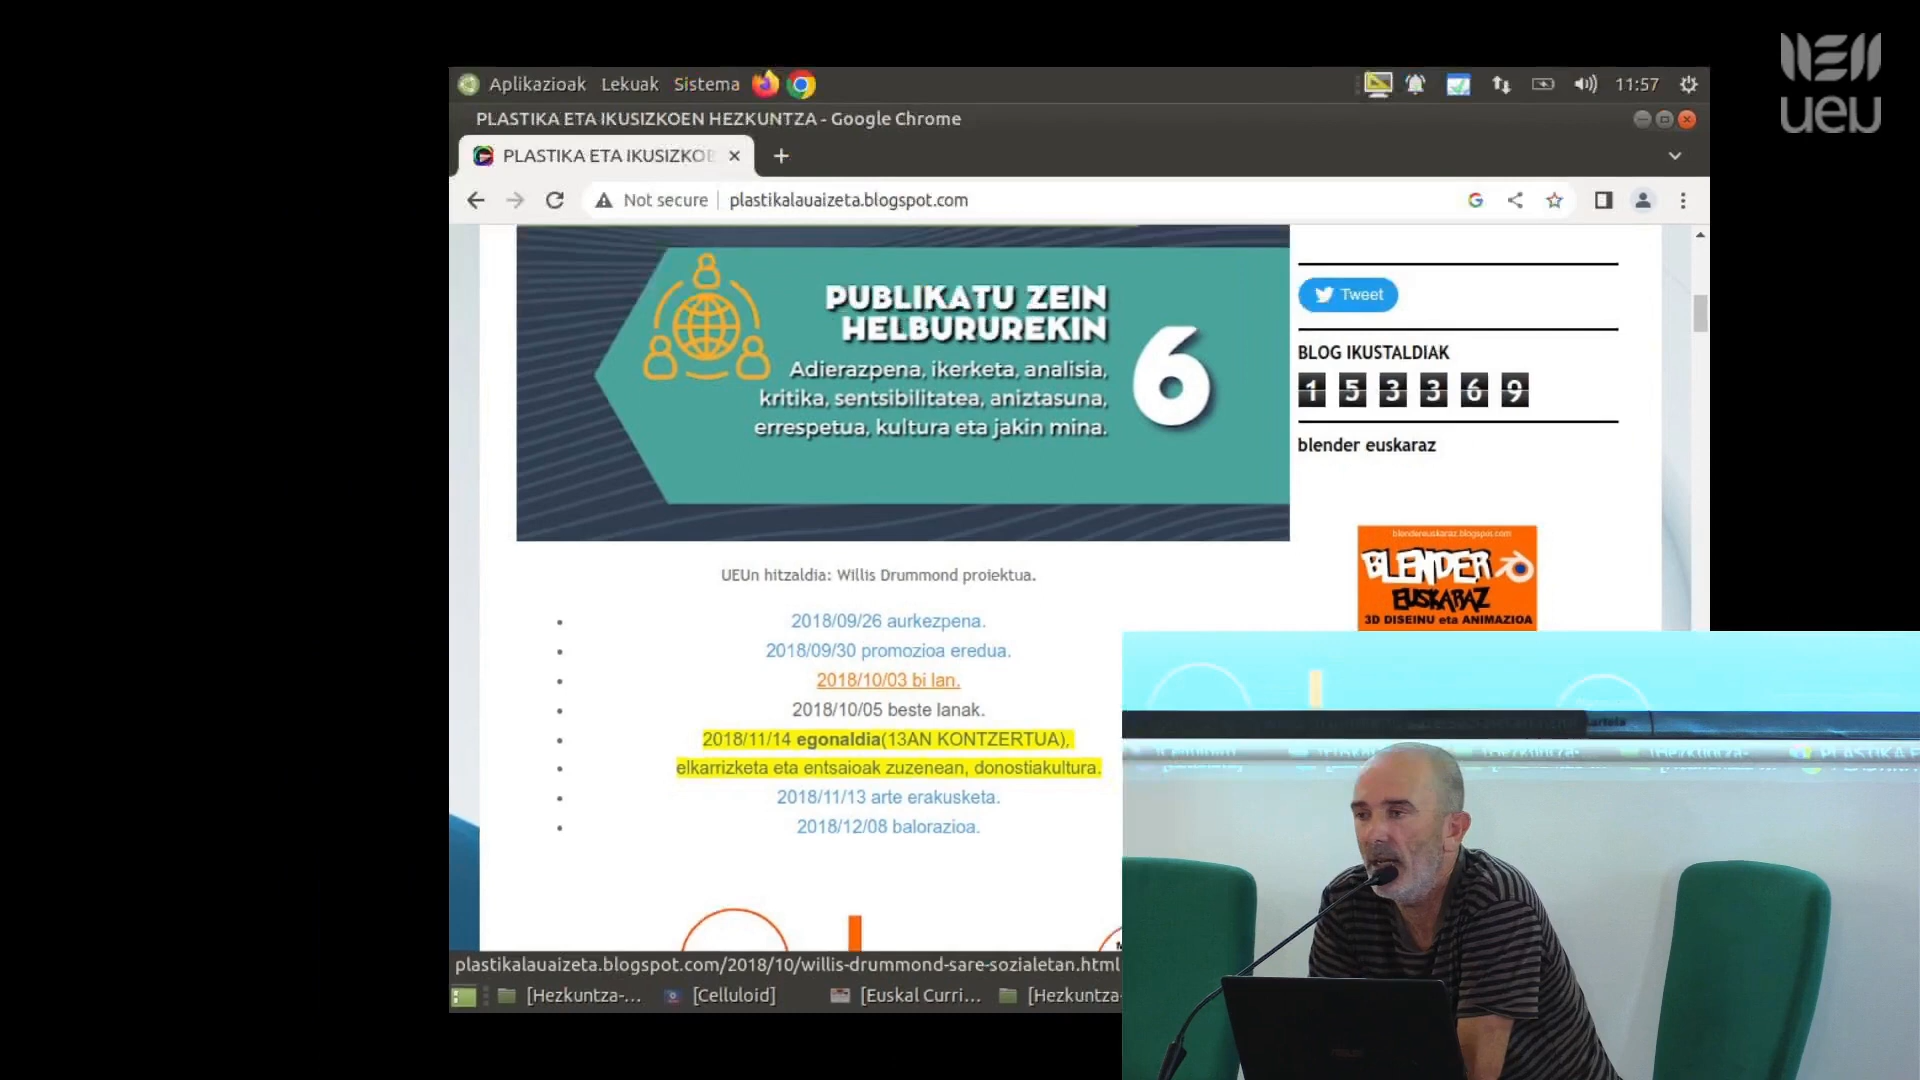 ueu
Aplikazioak Lekuak Sistema 11:57
PLASTIKA ETA IKUSIZKOEN HEZKUNTZA - Google Chrome
PLASTIKA ETA IKUSIZKOE
Not secure plastikalauaizeta.blogspot.com
PUBLIKATU ZEIN
HELBURUREKIN
6
Adierazpena, ikerketa, analisia,
kritika, sentsibilitatea, aniztasuna,
errespetua, kultura eta jakin mina.
Tweet
BLOG IKUSTALDIAK
1 5 3 3 6 9
blender euskaraz
blendereuskaraz.blogspot.com
BLENDER
EUSKARAZ
3D DISEINU eta ANIMAZIOA
UEUn hitzaldia: Willis Drummond proiektua.
2018/09/26 aurkezpena.
2018/09/30 promozioa eredua.
2018/10/03 bi lan.
2018/10/05 beste lanak.
2018/11/14 egonaldia(13AN KONTZERTUA),
elkarrizketa eta entsaioak zuzenean, donostiakultura.
2018/11/13 arte erakusketa.
2018/12/08 balorazioa.
plastikalauaizeta.blogspot.com/2018/10/willis-drummond-sare-sozialetan.html
[Hezkuntza-... [Celluloid] [Euskal Curri... [Hezkuntza-